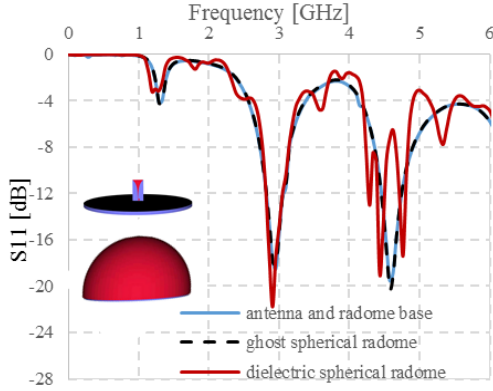 Frequency [GHz]
0 1 2 3 4 5 6
0
-4
-8
-12
-16
-20
-24
-28
S11 [dB]
antenna and radome base
ghost spherical radome
dielectric spherical radome